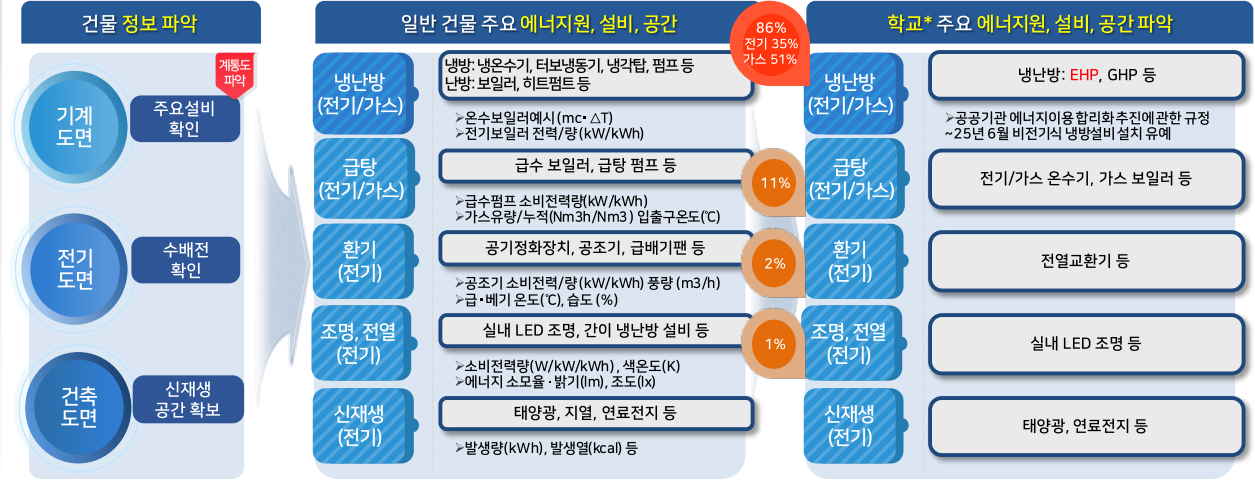 건물 정보 파악
계통도
파악
기계
도면
주요설비
확인
전기
도면
수배전
확인
건축
도면
신재생
공간 확보
일반 건물 주요 에너지원, 설비, 공간
냉난방
(전기/가스)
냉방: 냉온수기, 터보냉동기, 냉각탑, 펌프 등
난방: 보일러, 히트펌트 등
➢온수보일러예시(mc· △T)
➢전기보일러 전력/량(kW/kWh)
급탕
(전기/가스)
급수 보일러, 급탕 펌프 등
➢급수펌프 소비전력량(kW/kWh)
➢가스유량/누적(Nm3h/Nm3) 입출구온도(℃)
환기
(전기)
공기정화장치, 공조기, 급배기팬 등
➢공조기 소비전력/량(kW/kWh) 풍량 (m3/h)
➢급·베기 온도(℃), 습도 (%)
조명, 전열
(전기)
실내 LED 조명, 간이 냉난방 설비 등
➢소비전력량(W/kW/kWh) , 색온도(K)
➢에너지 소모율·밝기(lm), 조도(lx)
신재생
(전기)
태양광, 지열, 연료전지 등
➢발생량(kWh), 발생열(kcal) 등
86%
전기 35%
가스 51%
11%
2%
1%
학교* 주요 에너지원, 설비, 공간 파악
냉난방
(전기/가스)
냉난방: EHP, GHP 등
➢공공기관 에너지이용 합리화추진에 관한 규정
~25년 6월 비전기식 냉방설비 설치 유예
급탕
(전기/가스)
전기/가스 온수기, 가스 보일러 등
환기
(전기)
전열교환기 등
조명, 전열
(전기)
실내 LED 조명 등
신재생
(전기)
태양광, 연료전지 등